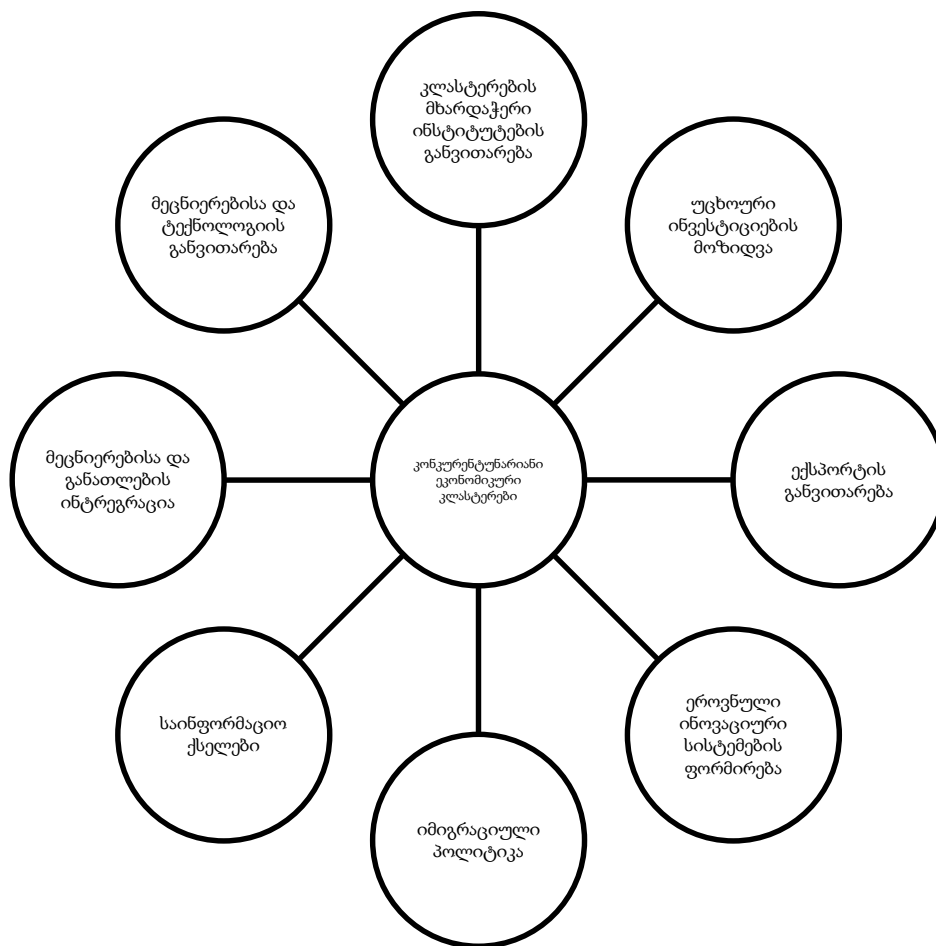 კლასტერების
მხარდაჭერი
ინსტიტუტების
განვითარება
მეცნიერებისა და
ტექნოლოგიის
განვითარება
უცხოური
ინვესტიციების
მოზიდვა
მეცნიერებისა და
განათლების
ინტრეგრაცია
კონკურენტუნარიანი
ეკონომიკური
კლასტერები
ექსპორტის
განვითარება
საინფორმაციო
ქსელები
ეროვნული
ინოვაციური
სისტემების
ფორმირება
იმიგრაციული
პოლიტიკა